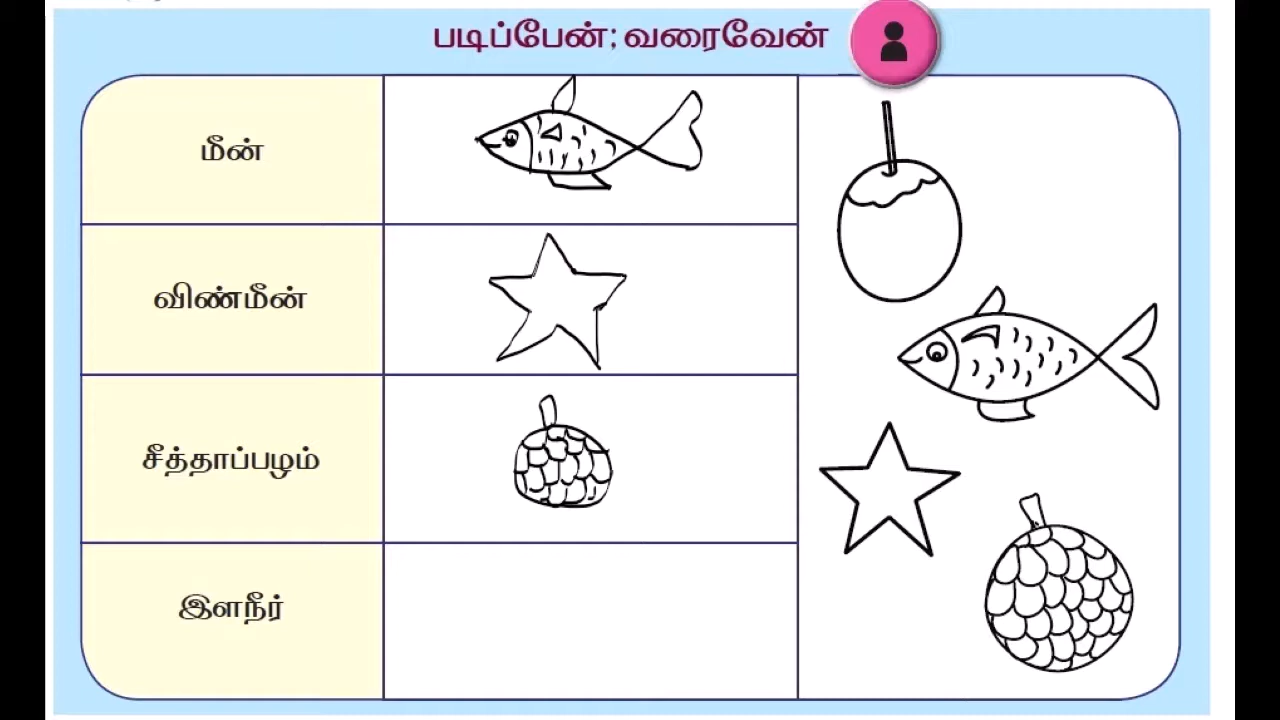 படிப்பேன்; வரைவேன்
மீன்
விண்மீன்
சீத்தாப்பழம்
இளநீர்